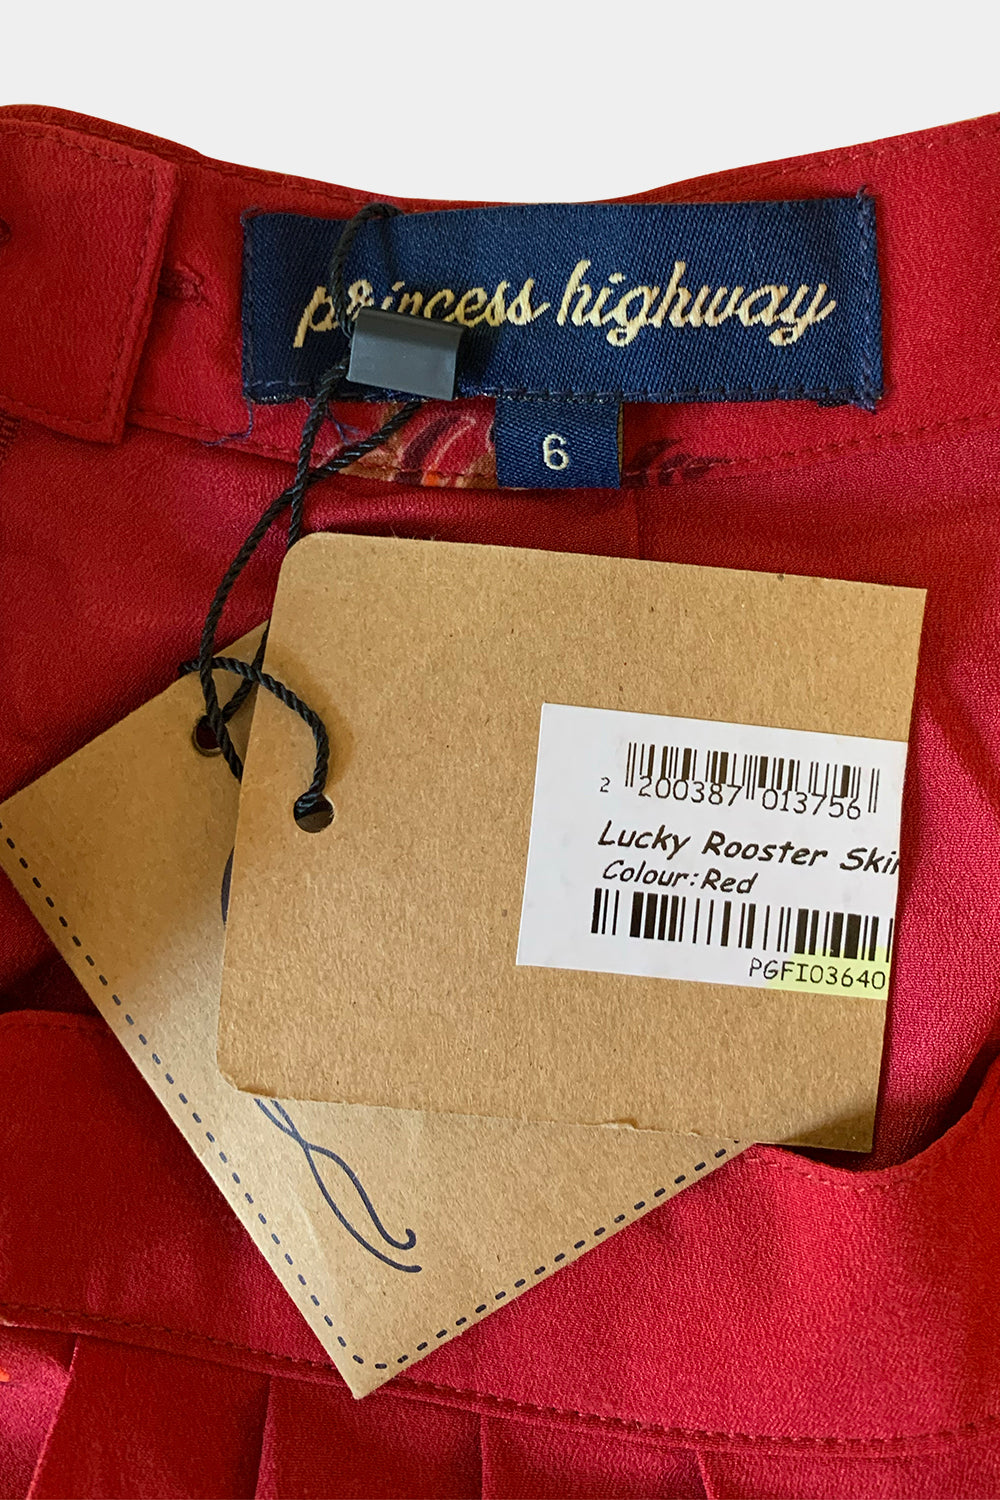 princess highway
6
2 200387 013756
Lucky Rooster Ski
Colour: Red
PGFI03640